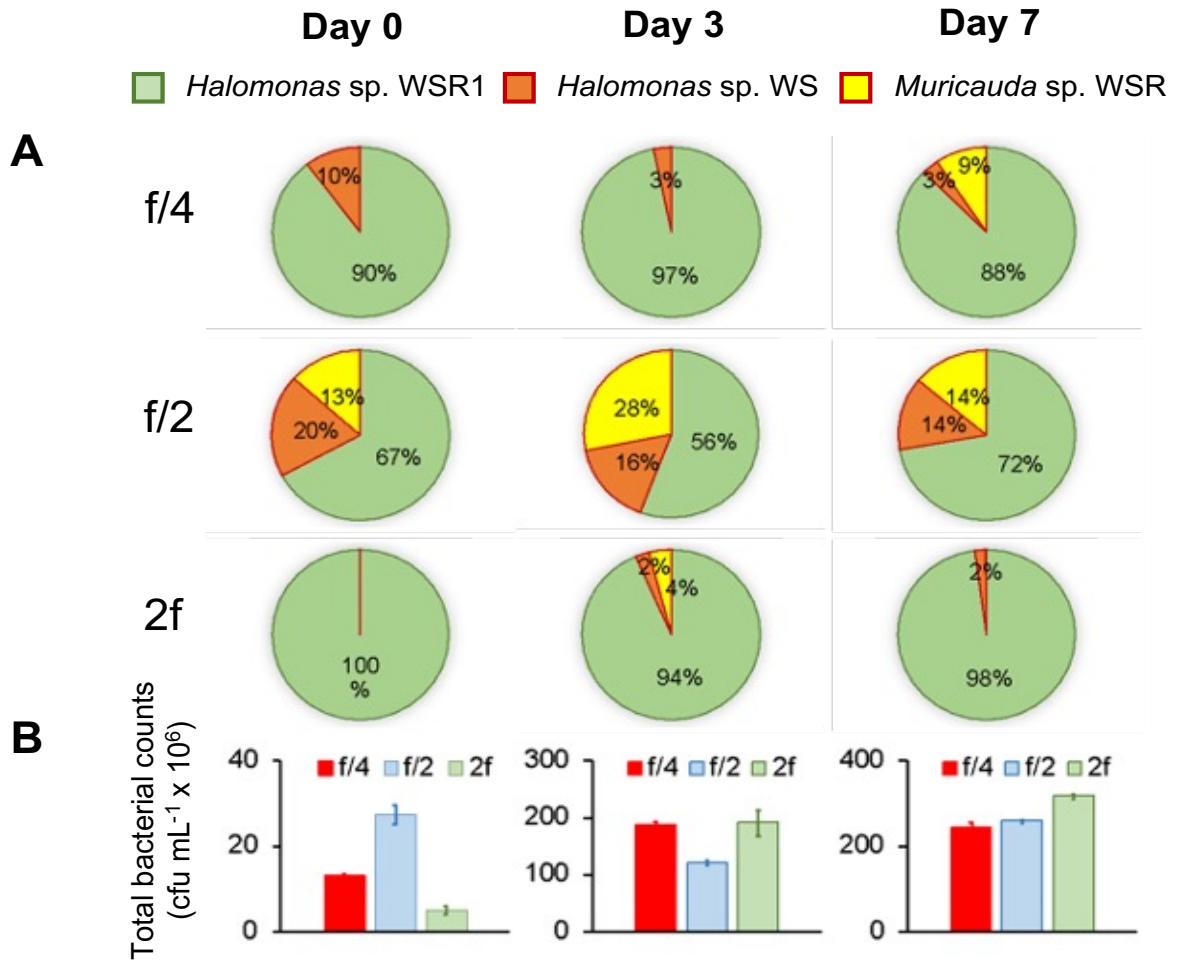 Day 0 Day 3 Day 7
Halomonas sp. WSR1 Halomonas sp. WS Muricauda sp. WSR
A
f/4
10%
90%
3%
97%
3%
9%
88%
f/2
13%
20%
67%
28%
16%
56%
14%
14%
72%
2f
100
%
2%
4%
94%
2%
98%
B
Total bacterial counts
(cfu mL-1 x 106)
40
20
0
f/4 f/2 2f
300
200
100
0
f/4 f/2 2f
400
200
0
f/4 f/2 2f